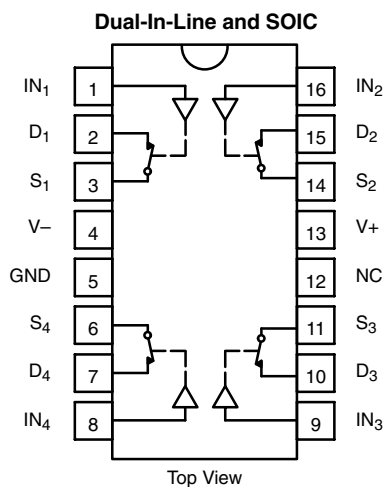 Dual-In-Line and SOIC
IN1 1 16 IN2
D1 2 15 D2
S1 3 14 S2
V– 4 13 V+
GND 5 12 NC
S4 6 11 S3
D4 7 10 D3
IN4 8 9 IN3
Top View